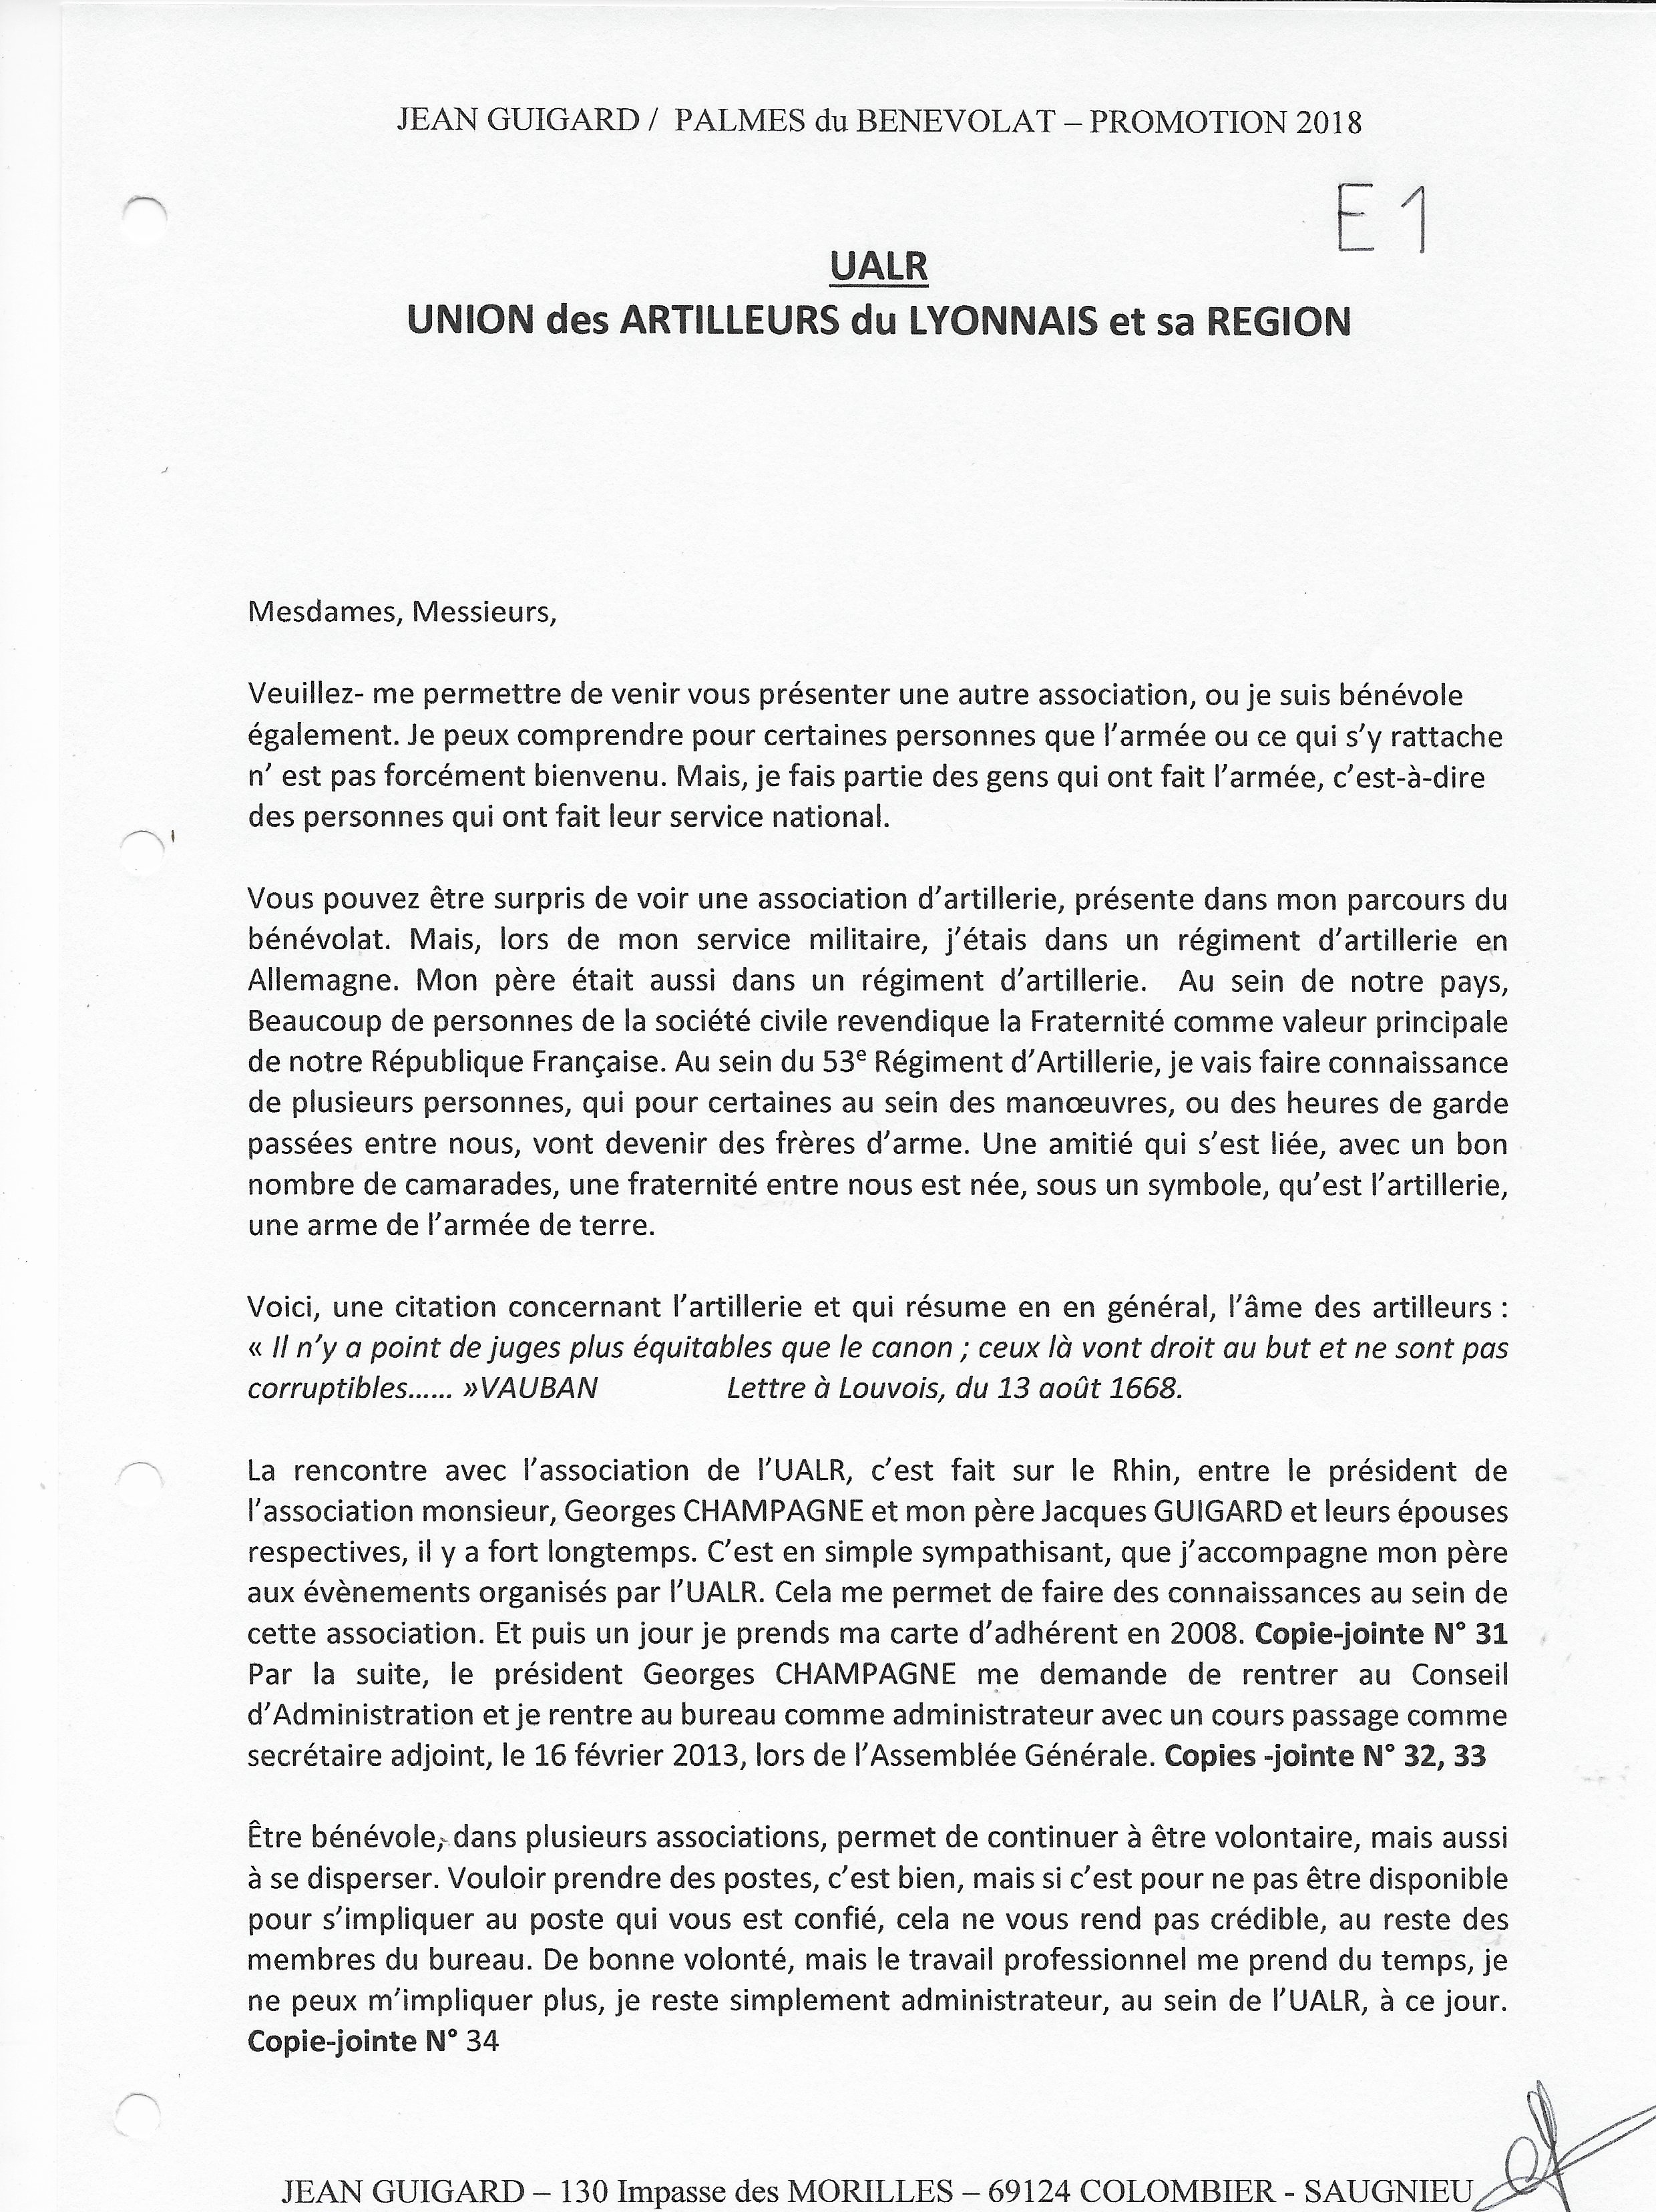 JEAN GUIGARD / PALMES du BENEVOLAT – PROMOTION 2018
E1
UALR
UNION des ARTILLEURS du LYONNAIS et sa REGION
Mesdames, Messieurs,
Veuillez- me permettre de venir vous présenter une autre association, ou je suis bénévole
également. Je peux comprendre pour certaines personnes que l’armée ou ce qui s’y rattache
n’ est pas forcément bienvenu. Mais, je fais partie des gens qui ont fait l’armée, c’est-à-dire
des personnes qui ont fait leur service national.
Vous pouvez être surpris de voir une association d’artillerie, présente dans mon parcours du
bénévolat. Mais, lors de mon service militaire, j’étais dans un régiment d’artillerie en
Allemagne. Mon père était aussi dans un régiment d’artillerie. Au sein de notre pays,
Beaucoup de personnes de la société civile revendique la Fraternité comme valeur principale
de notre République Française. Au sein du 53e Régiment d’Artillerie, je vais faire connaissance
de plusieurs personnes, qui pour certaines au sein des manœuvres, ou des heures de garde
passées entre nous, vont devenir des frères d’arme. Une amitié qui s’est liée, avec un bon
nombre de camarades, une fraternité entre nous est née, sous un symbole, qu’est l’artillerie,
une arme de l’armée de terre.
Voici, une citation concernant l’artillerie et qui résume en en général, l’âme des artilleurs :
« Il n’y a point de juges plus équitables que le canon ; ceux là vont droit au but et ne sont pas
corruptibles…... »VAUBAN Lettre à Louvois, du 13 août 1668.
La rencontre avec l’association de l’UALR, c’est fait sur le Rhin, entre le président de
l’association monsieur, Georges CHAMPAGNE et mon père Jacques GUIGARD et leurs épouses
respectives, il y a fort longtemps. C’est en simple sympathisant, que j’accompagne mon père
aux évènements organisés par l’UALR. Cela me permet de faire des connaissances au sein de
cette association. Et puis un jour je prends ma carte d’adhérent en 2008. Copie-jointe N° 31
Par la suite, le président Georges CHAMPAGNE me demande de rentrer au Conseil
d’Administration et je rentre au bureau comme administrateur avec un cours passage comme
secrétaire adjoint, le 16 février 2013, lors de l’Assemblée Générale. Copies -jointe N° 32, 33
Être bénévole, dans plusieurs associations, permet de continuer à être volontaire, mais aussi
à se disperser. Vouloir prendre des postes, c’est bien, mais si c’est pour ne pas être disponible
pour s’impliquer au poste qui vous est confié, cela ne vous rend pas crédible, au reste des
membres du bureau. De bonne volonté, mais le travail professionnel me prend du temps, je
ne peux m’impliquer plus, je reste simplement administrateur, au sein de l’UALR, à ce jour.
Copie-jointe N° 34
JEAN GUIGARD – 130 Impasse des MORILLES – 69124 COLOMBIER - SAUGNIEU